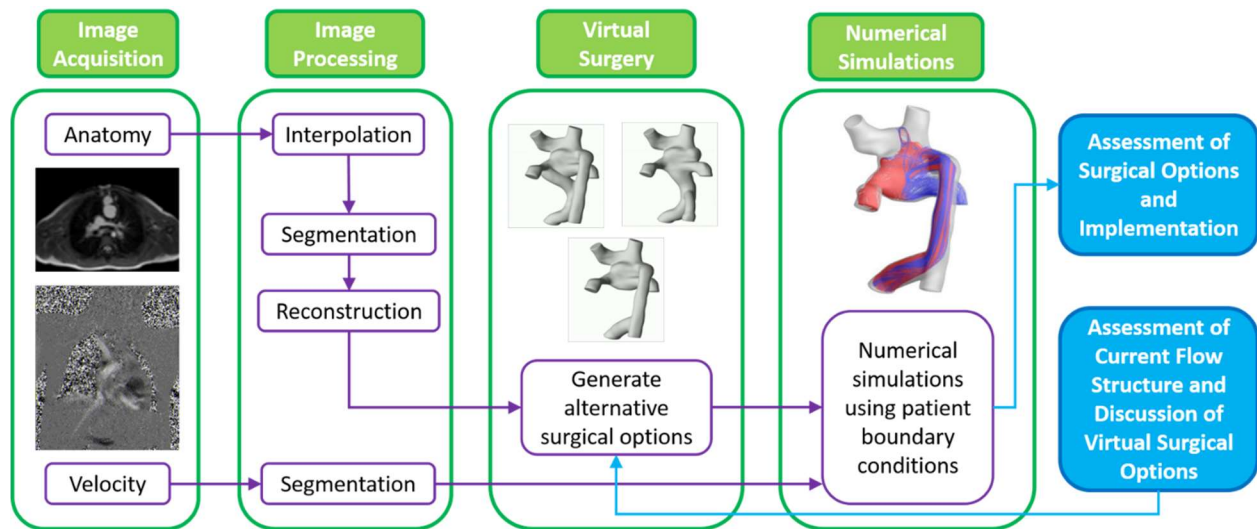 Image
Acquisition
Image
Processing
Virtual
Surgery
Numerical
Simulations
Anatomy
Interpolation
Segmentation
Reconstruction
Generate
alternative
surgical options
Numerical
simulations
using patient
boundary
conditions
Velocity
Segmentation
Assessment of
Surgical Options
and
Implementation
Assessment of
Current Flow
Structure and
Discussion of
Virtual Surgical
Options